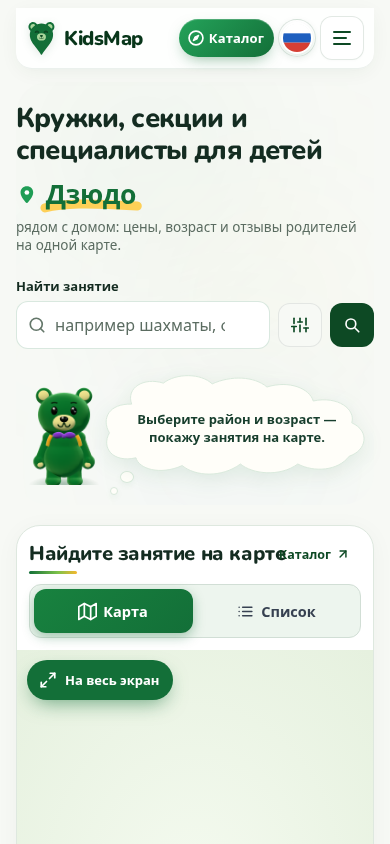 KidsMap
Каталог
Кружки, секции и
специалисты для детей
Дзюдо
рядом с домом: цены, возраст и отзывы родителей
на одной карте.
Найти занятие
например шахматы, с
Выберите район и возраст —
покажу занятия на карте.
Найдите занятие на карте
Каталог
Карта
Список
На весь экран